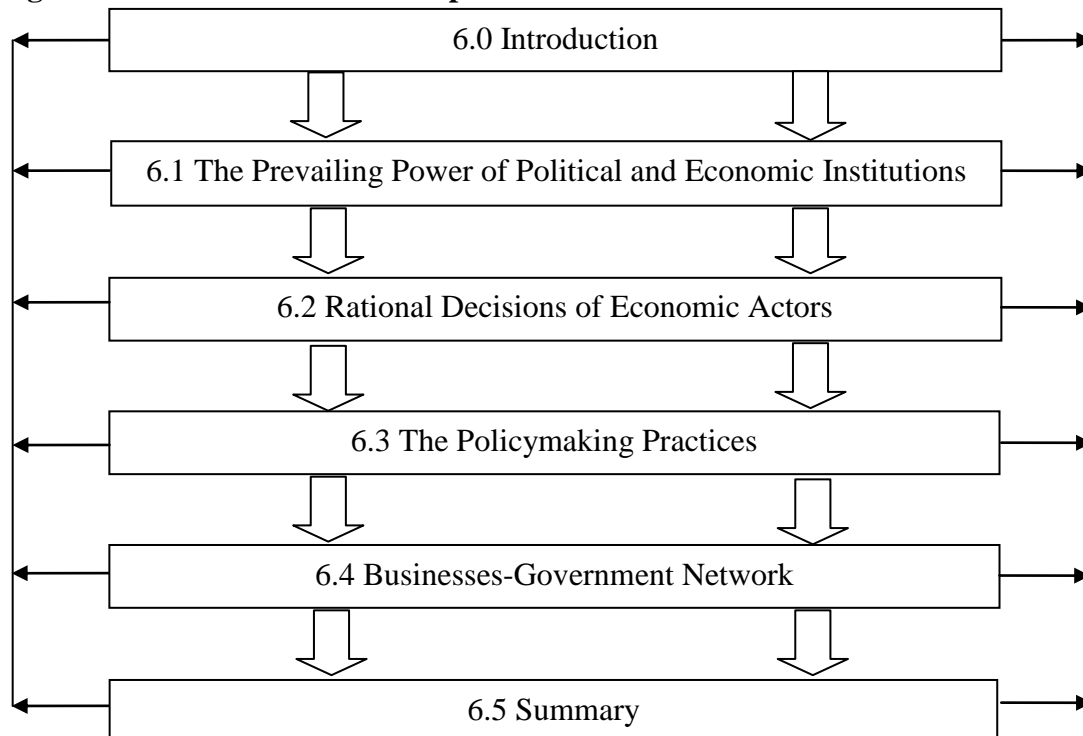 6.0 Introduction
6.1 The Prevailing Power of Political and Economic Institutions
6.2 Rational Decisions of Economic Actors
6.3 The Policymaking Practices
6.4 Businesses-Government Network
6.5 Summary